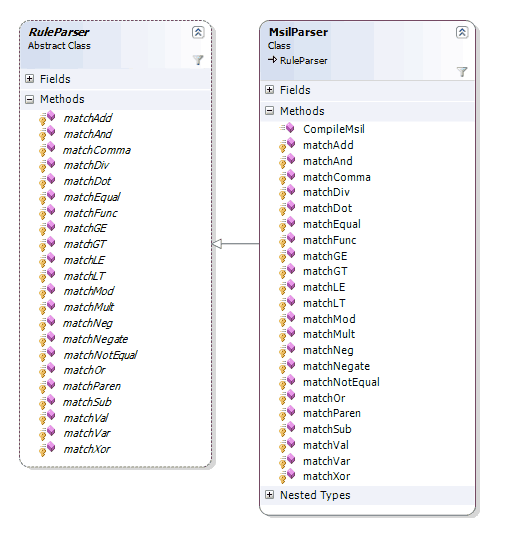 RuleParser
Abstract Class
Fields
Methods
matchAdd
matchAnd
matchComma
matchDiv
matchDot
matchEqual
matchFunc
matchGE
matchGT
matchLE
matchLT
matchMod
matchMult
matchNeg
matchNegate
matchNotEqual
matchOr
matchParen
matchSub
matchVal
matchVar
matchXor
MsilParser
Class
RuleParser
Fields
Methods
CompileMsil
matchAdd
matchAnd
matchComma
matchDiv
matchDot
matchEqual
matchFunc
matchGE
matchGT
matchLE
matchLT
matchMod
matchMult
matchNeg
matchNegate
matchNotEqual
matchOr
matchParen
matchSub
matchVal
matchVar
matchXor
Nested Types